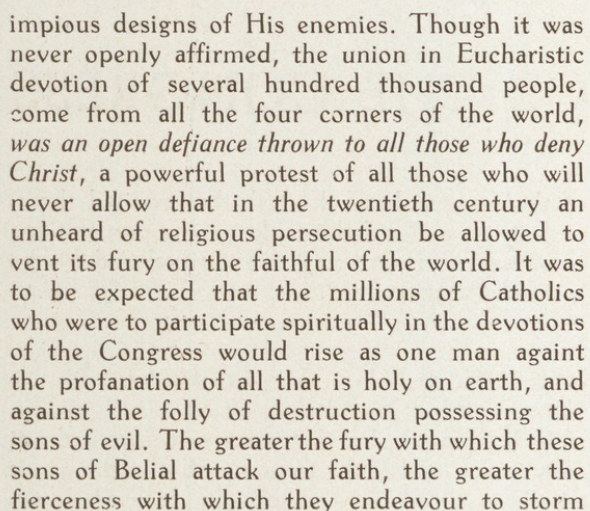 impious designs of His enemies. Though it was
never openly affirmed, the union in Eucharistic
devotion of several hundred thousand people,
come from all the four corners of the world,
was an open defiance thrown to all those who deny
Christ, a powerful protest of all those who will
never allow that in the twentieth century an
unheard of religious persecution be allowed to
vent its fury on the faithful of the world. It was
to be expected that the millions of Catholics
who were to participate spiritually in the devotions
of the Congress would rise as one man againt
the profanation of all that is holy on earth, and
against the folly of destruction possessing the
sons of evil. The greater the fury with which these
sons of Belial attack our faith, the greater the
fierceness with which they endeavour to storm